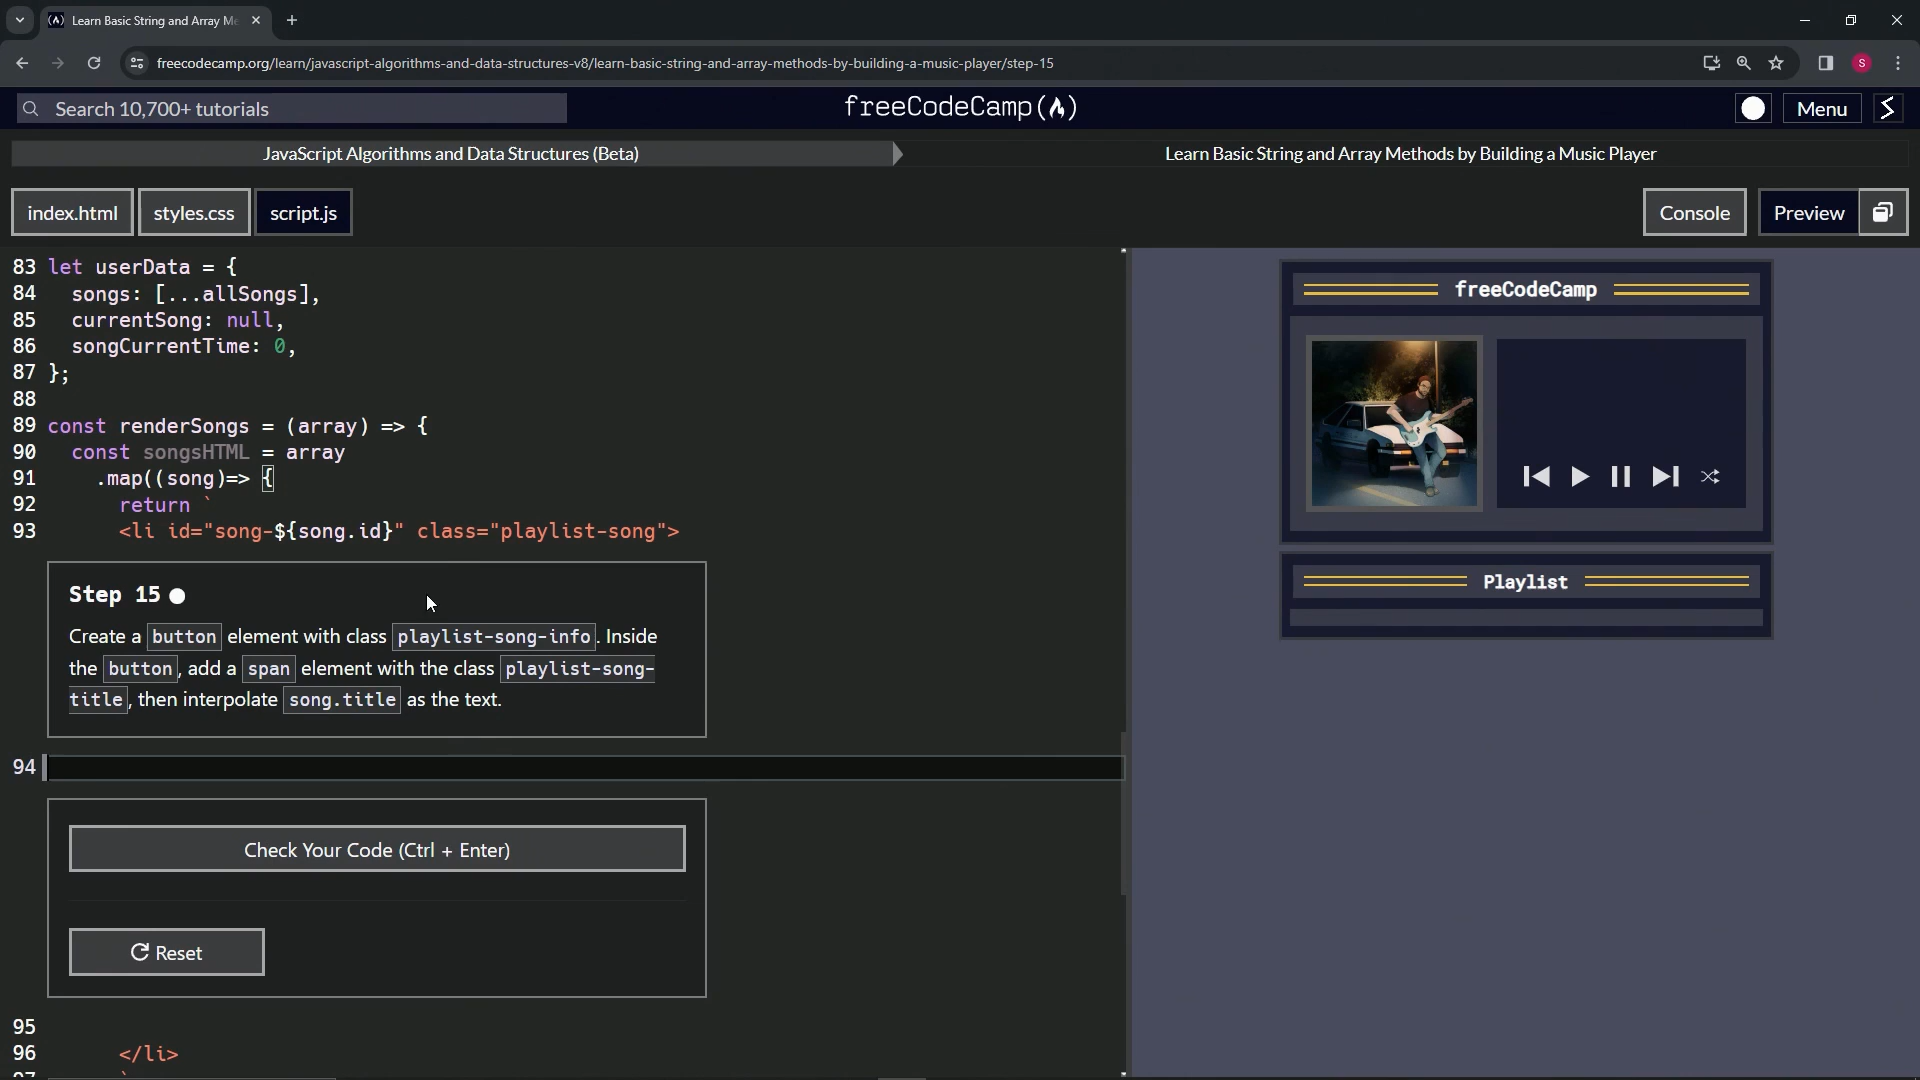 Learn Basic String and Array Me
freecodecamp.org/learn/javascript-algorithms-and-data-structures-v8/learn-basic-string-and-array-methods-by-building-a-music-player/step-15
S
Search 10,700+ tutorials
freeCodeCamp(🔥)
Menu
JavaScript Algorithms and Data Structures (Beta)
Learn Basic String and Array Methods by Building a Music Player
index.html
styles.css
script.js
Console
Preview
83 let userData = {
84 songs: [...allSongs],
85 currentSong: null,
86 songCurrentTime: 0,
87 };
88
89 const renderSongs = (array) => {
90 const songsHTML = array
91 .map((song)=> {
92 return `
93 <li id="song-${song.id}" class="playlist-song">
Step 15
Create a button element with class playlist-song-info. Inside
the button, add a span element with the class playlist-song-
title, then interpolate song.title as the text.
94
Check Your Code (Ctrl + Enter)
Reset
95
96 </li>
97 `
freeCodeCamp
Playlist